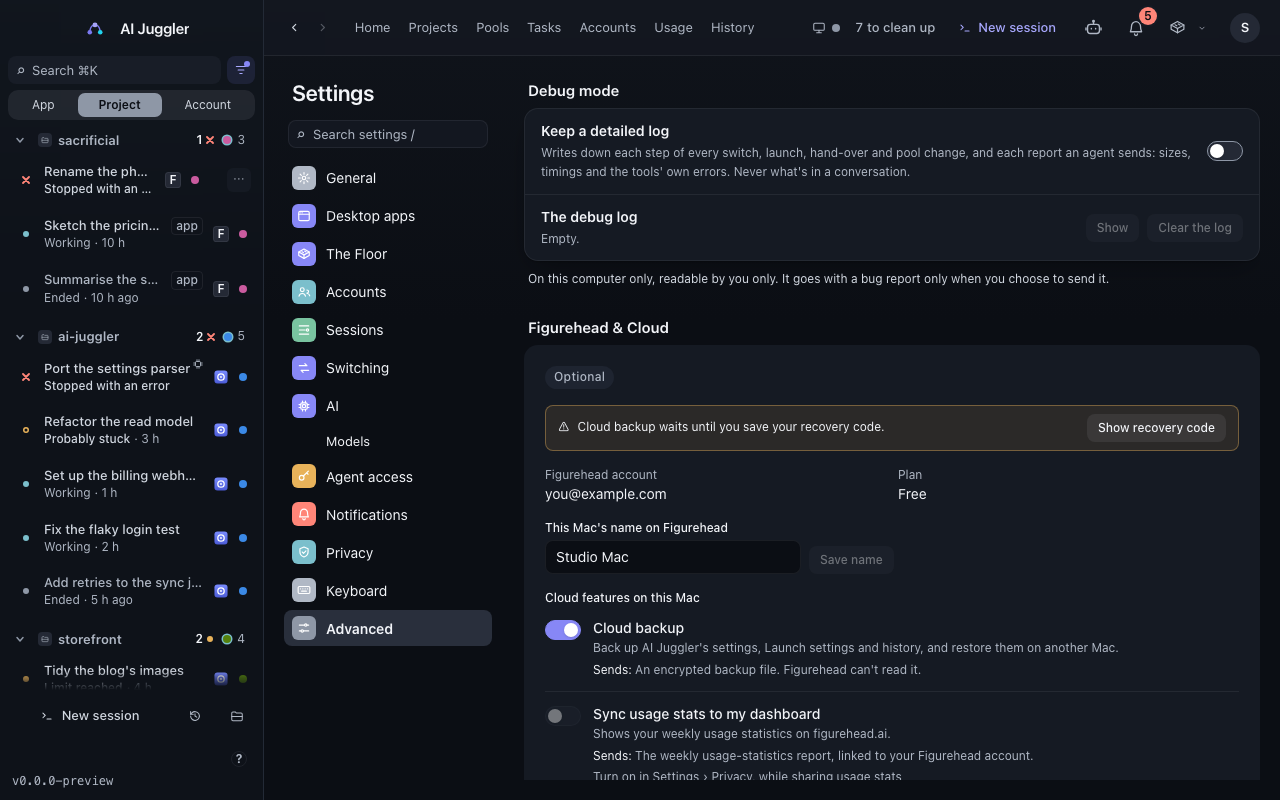 AI Juggler
Search ⌘K
App
Project
Account
sacrificial
1
3
Rename the ph...
Stopped with an ...
F
Sketch the pricin...
app
Working · 10 h
F
Summarise the s...
app
Ended · 10 h ago
F
ai-juggler
2
5
Port the settings parser
Stopped with an error
Refactor the read model
Probably stuck · 3 h
Set up the billing webh...
Working · 1 h
Fix the flaky login test
Working · 2 h
Add retries to the sync j...
Ended · 5 h ago
storefront
2
4
Tidy the blog's images
Limit reached · 4 h
New session
?
v0.0.0-preview
Home
Projects
Pools
Tasks
Accounts
Usage
History
7 to clean up
New session
5
S
Settings
Search settings /
General
Desktop apps
The Floor
Accounts
Sessions
Switching
AI
Models
Agent access
Notifications
Privacy
Keyboard
Advanced
Debug mode
Keep a detailed log
Writes down each step of every switch, launch, hand-over and pool change, and each report an agent sends: sizes,
timings and the tools' own errors. Never what's in a conversation.
The debug log
Empty.
Show
Clear the log
On this computer only, readable by you only. It goes with a bug report only when you choose to send it.
Figurehead & Cloud
Optional
Cloud backup waits until you save your recovery code.
Show recovery code
Figurehead account
you@example.com
Plan
Free
This Mac's name on Figurehead
Studio Mac
Save name
Cloud features on this Mac
Cloud backup
Back up AI Juggler's settings, Launch settings and history, and restore them on another Mac.
Sends: An encrypted backup file. Figurehead can't read it.
Sync usage stats to my dashboard
Shows your weekly usage statistics on figurehead.ai.
Sends: The weekly usage-statistics report, linked to your Figurehead account.
Turn on in Settings › Privacy, while sharing usage stats